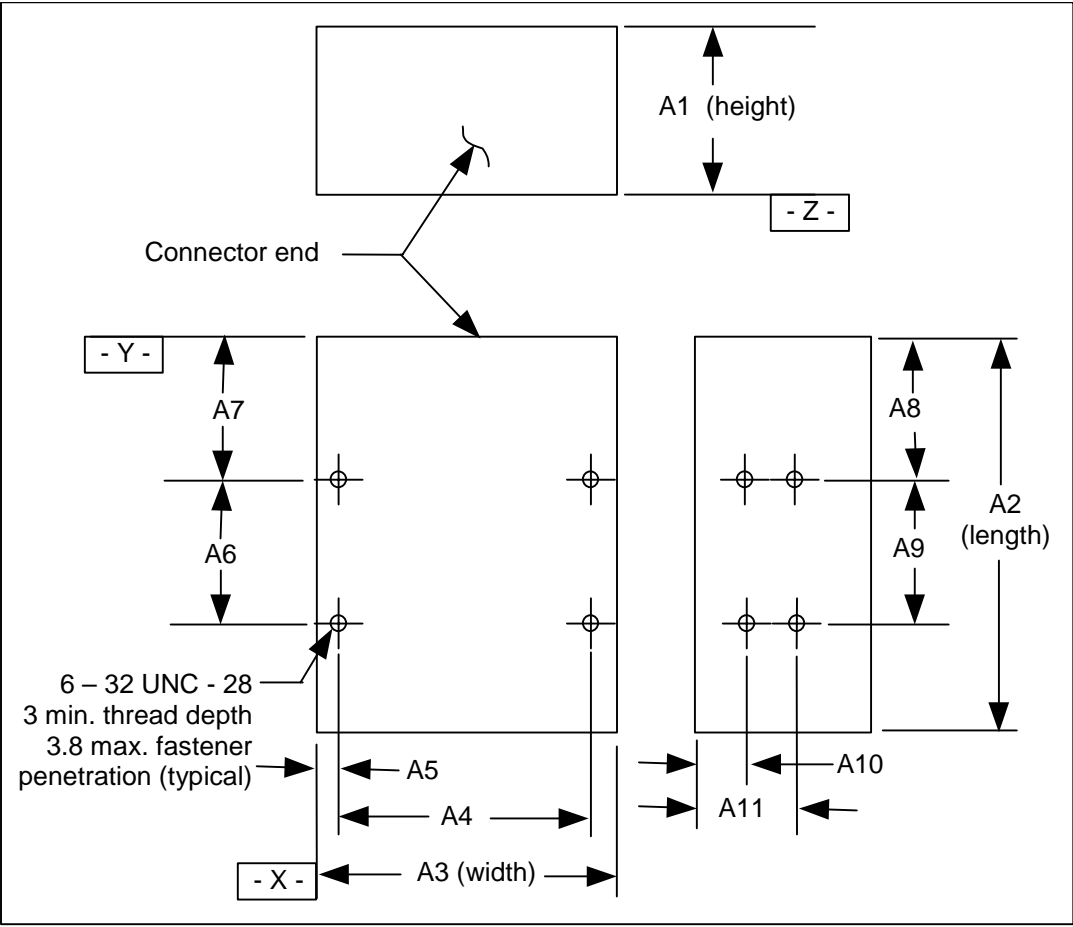 A1 (height)
- Z -
Connector end
- Y -
A7
A8
A6
A9
A2
(length)
6 – 32 UNC - 28
3 min. thread depth
3.8 max. fastener
penetration (typical)
A5
A10
A4
A11
A3 (width)
- X -